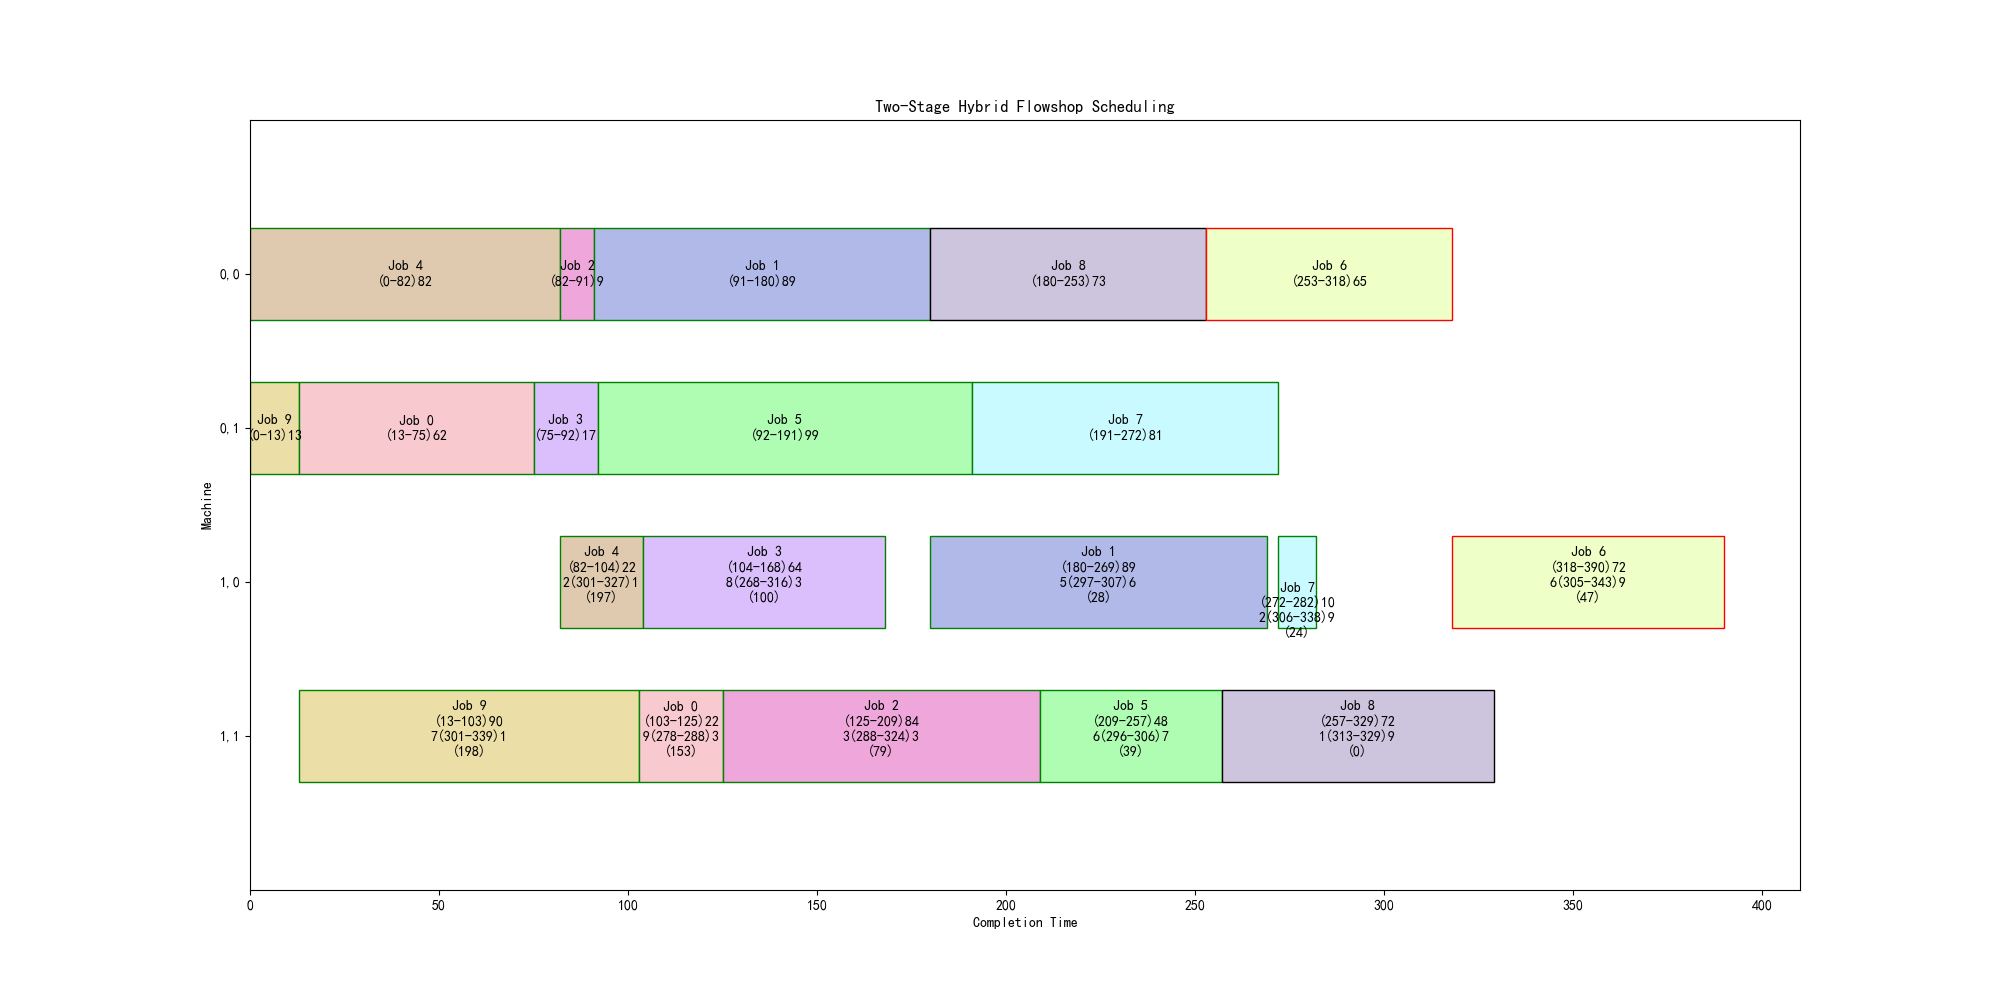 Two-Stage Hybrid Flowshop Scheduling
0,0
Job 4
(0-82)82
Job 2
(82-91)9
Job 1
(91-180)89
Job 8
(180-253)73
Job 6
(253-318)65
0,1
Job 9
(0-13)13
Job 0
(13-75)62
Job 3
(75-92)17
Job 5
(92-191)99
Job 7
(191-272)81
Machine
1,0
Job 4
(82-104)22
2(301-327)1
(197)
Job 3
(104-168)64
8(268-316)3
(100)
Job 1
(180-269)89
5(297-307)6
(28)
Job 7
(272-282)10
2(306-338)9
(24)
Job 6
(318-390)72
6(305-343)9
(47)
1,1
Job 9
(13-103)90
7(301-339)1
(198)
Job 0
(103-125)22
9(278-288)3
(153)
Job 2
(125-209)84
3(288-324)3
(79)
Job 5
(209-257)48
6(296-306)7
(39)
Job 8
(257-329)72
1(313-329)9
(0)
0 50 100 150 200 250 300 350 400
Completion Time